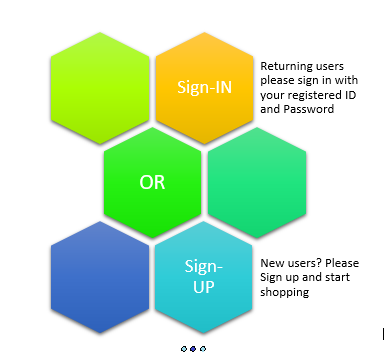 Sign-IN
Returning users
please sign in with
your registered ID
and Password
OR
Sign-
UP
New users? Please
Sign up and start
shopping